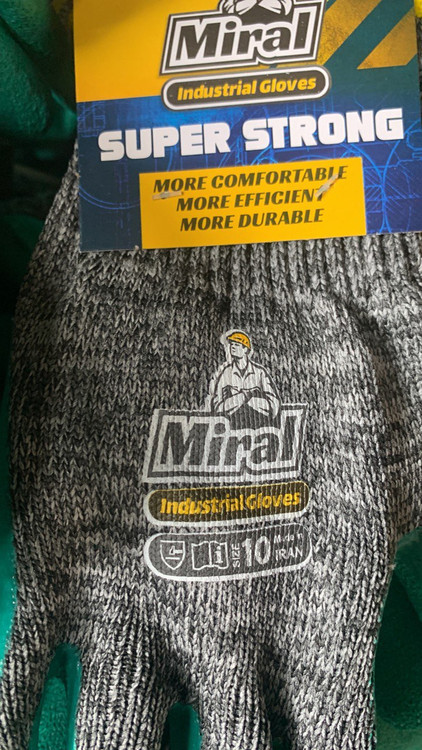 Miral
Industrial Gloves
SUPER STRONG
MORE COMFORTABLE
MORE EFFICIENT
MORE DURABLE
Miral
Industrial Gloves
i SIZE 10 Made in IRAN